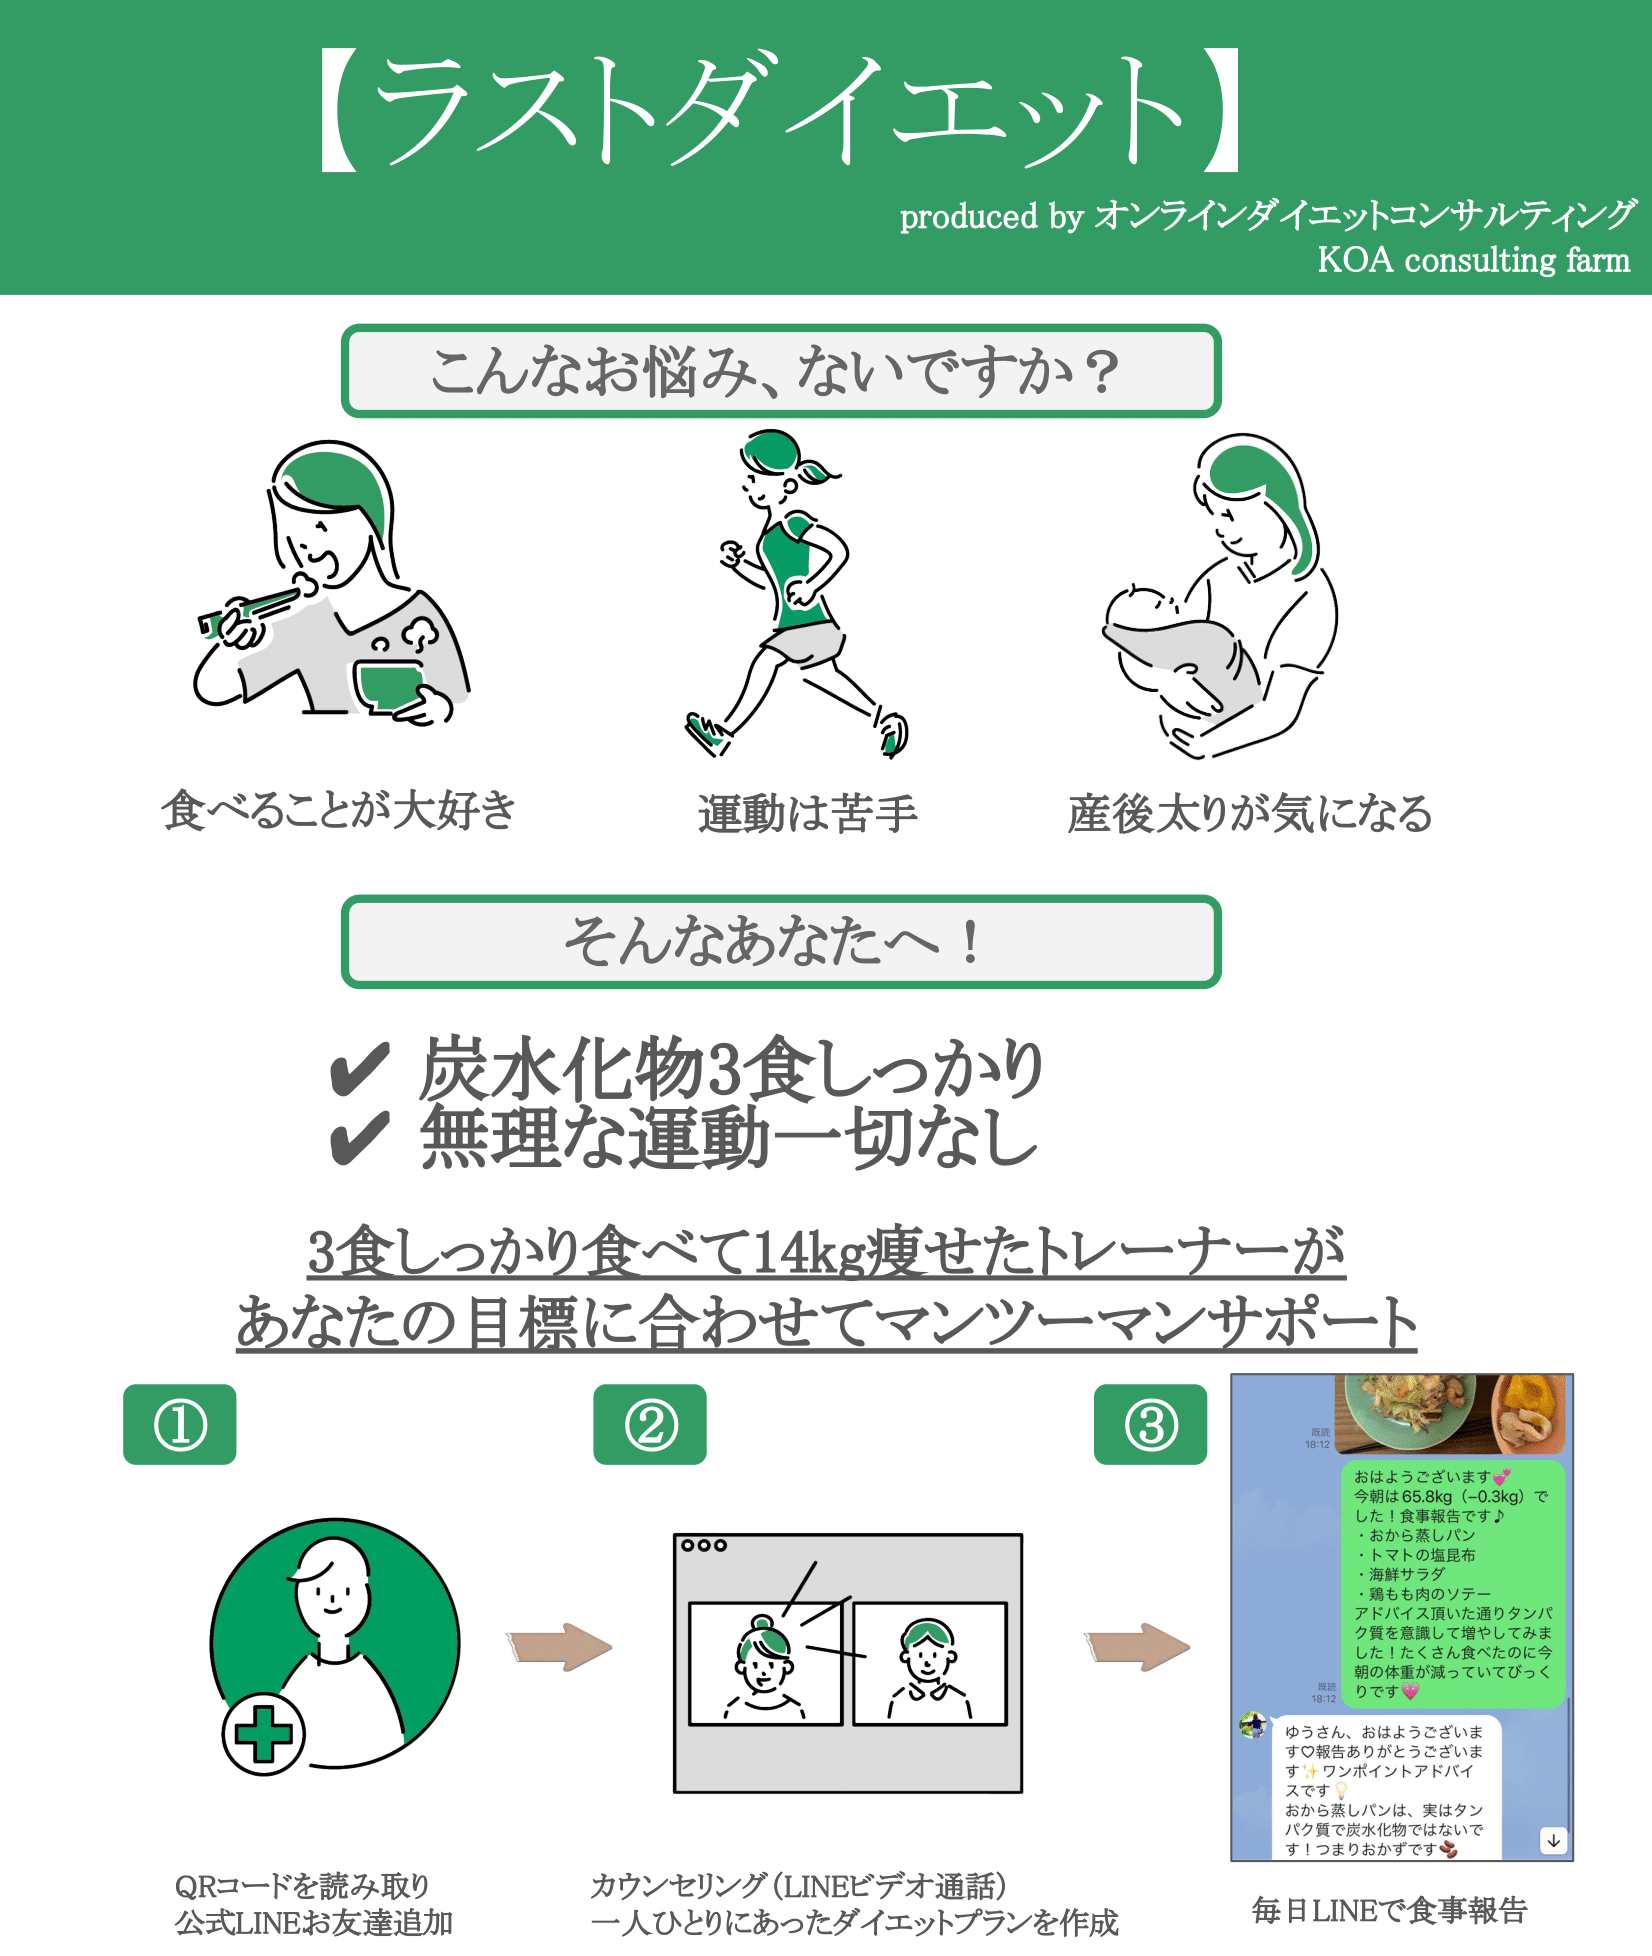 【ラストダイエット】
produced by オンラインダイエットコンサルティング
KOA consulting farm
こんなお悩み、ないですか？
食べることが大好き
運動は苦手
産後太りが気になる
そんなあなたへ！
✔ 炭水化物3食しっかり
✔ 無理な運動一切なし
3食しっかり食べて14kg痩せたトレーナーが
あなたの目標に合わせてマンツーマンサポート
①
QRコードを読み取り
公式LINEお友達追加
②
カウンセリング（LINEビデオ通話）
一人ひとりにあったダイエットプランを作成
③
既読
18:12
おはようございます💕
今朝は65.8kg（−0.3kg）で
した！食事報告です♪
・おから蒸しパン
・トマトの塩昆布
・海鮮サラダ
・鶏もも肉のソテー
アドバイス頂いた通りタンパ
ク質を意識して増やしてみま
した！たくさん食べたのに今
朝の体重が減っていてびっく
りです💗
既読
18:12
ゆうさん、おはようございま
す♡報告ありがとうございま
す✨ワンポイントアドバイ
スです💡
おから蒸しパンは、実はタン
パク質で炭水化物ではないで
す！つまりおかずです🫘
毎日LINEで食事報告